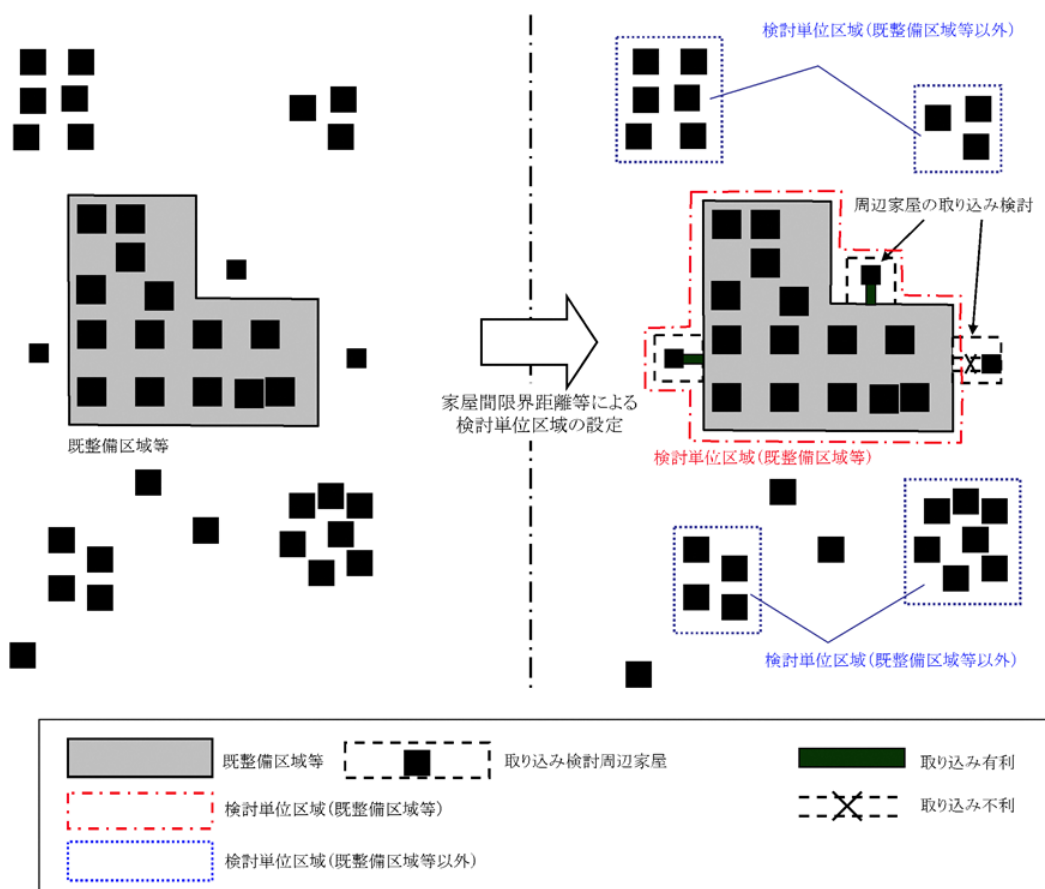 検討単位区域(既整備区域等以外)
周辺家屋の取り込み検討
既整備区域等
家屋間限界距離等による
検討単位区域の設定
検討単位区域(既整備区域等)
検討単位区域(既整備区域等以外)
既整備区域等
取り込み検討周辺家屋
取り込み有利
検討単位区域(既整備区域等)
取り込み不利
検討単位区域(既整備区域等以外)